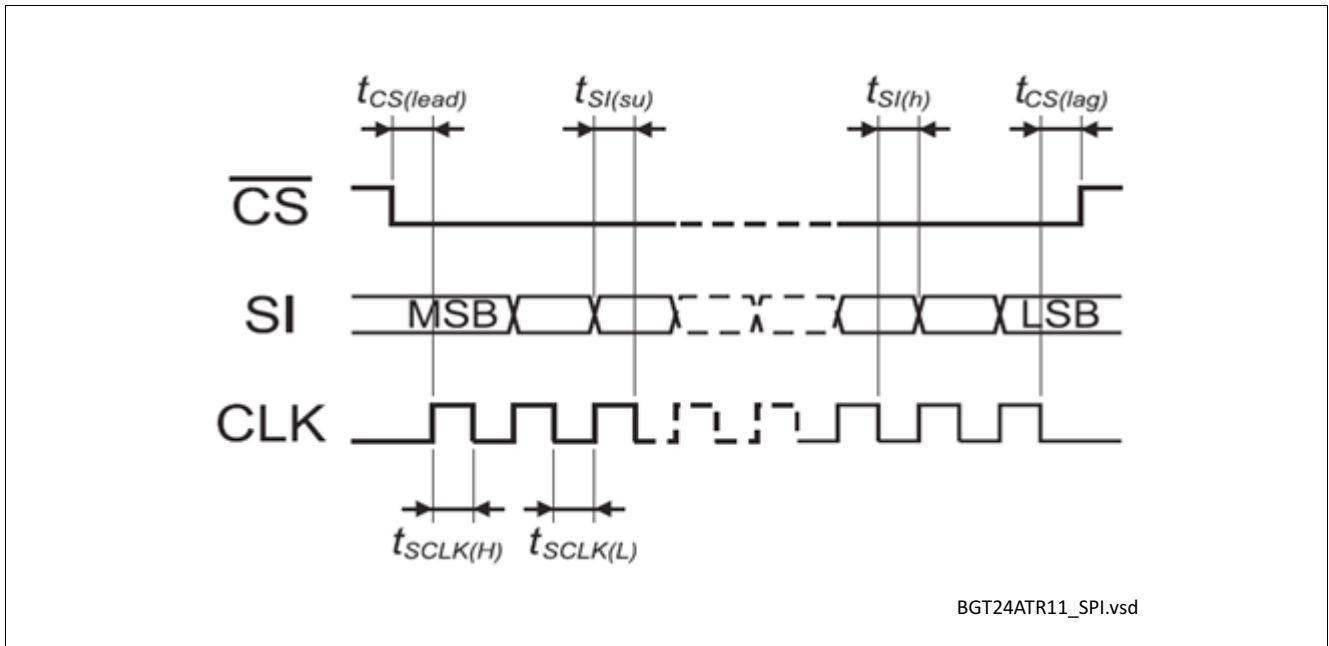 tCS(lead) tSI(su) tSI(h) tCS(lag)
CS
SI MSB LSB
CLK
tSCLK(H) tSCLK(L)
BGT24ATR11_SPI.vsd